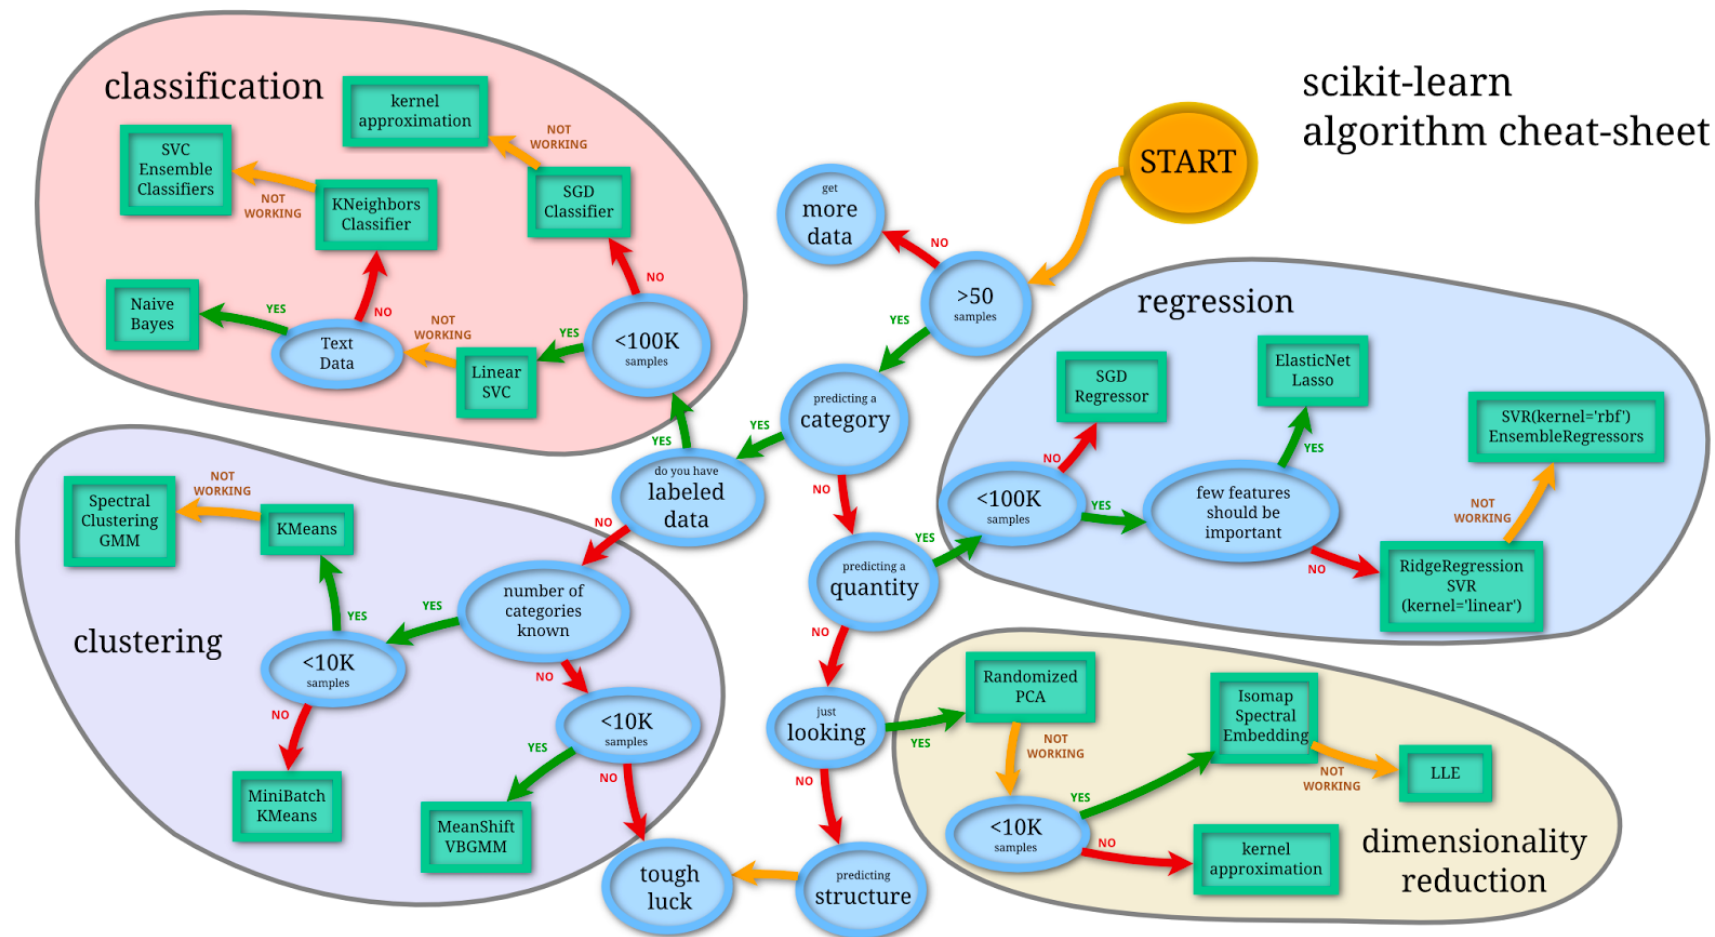 scikit-learn
algorithm cheat-sheet
START
>50
samples
NO
get
more
data
YES
predicting a
category
YES
do you have
labeled
data
YES
NO
NO
predicting a
quantity
YES
NO
just
looking
YES
NO
predicting
structure
tough
luck
classification
<100K
samples
NO
SGD
Classifier
NOT
WORKING
kernel
approximation
YES
Linear
SVC
NOT
WORKING
Text
Data
YES
Naive
Bayes
NO
KNeighbors
Classifier
NOT
WORKING
SVC
Ensemble
Classifiers
clustering
number of
categories
known
YES
<10K
samples
YES
KMeans
NOT
WORKING
Spectral
Clustering
GMM
NO
MiniBatch
KMeans
NO
<10K
samples
YES
MeanShift
VBGMM
NO
regression
<100K
samples
NO
SGD
Regressor
YES
few features
should be
important
YES
ElasticNet
Lasso
NO
RidgeRegression
SVR
(kernel='linear')
NOT
WORKING
SVR(kernel='rbf')
EnsembleRegressors
dimensionality
reduction
Randomized
PCA
NOT
WORKING
<10K
samples
YES
Isomap
Spectral
Embedding
NOT
WORKING
LLE
NO
kernel
approximation